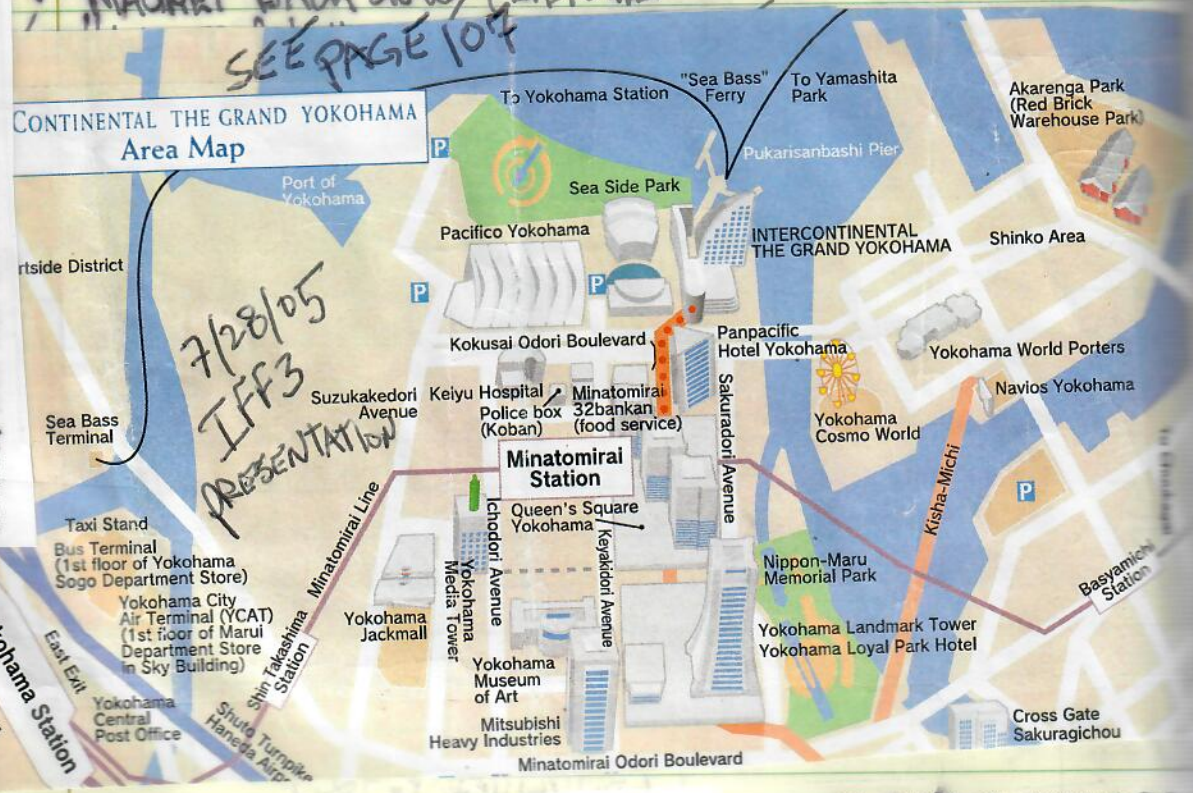 SEE PAGE 107
CONTINENTAL THE GRAND YOKOHAMA
Area Map
To Yokohama Station
"Sea Bass"
Ferry
To Yamashita
Park
Akarenga Park
(Red Brick
Warehouse Park)
P
Pukarisanbashi Pier
Port of
Yokohama
Sea Side Park
Pacifico Yokohama
INTERCONTINENTAL
THE GRAND YOKOHAMA
Shinko Area
rtside District
P
P
7/28/05
IFF3
PRESENTATION
Kokusai Odori Boulevard
Panpacific
Hotel Yokohama
Yokohama World Porters
Suzukakedori
Avenue
Keiyu Hospital
Police box
(Koban)
Minatomirai
32bankan
(food service)
Sakuradori Avenue
Navios Yokohama
Yokohama
Cosmo World
Sea Bass
Terminal
Minatomirai
Station
Kisha-Michi
P
Taxi Stand
Bus Terminal
(1st floor of Yokohama
Sogo Department Store)
Yokohama City
Air Terminal (YCAT)
(1st floor of Marui
Department Store
in Sky Building)
Minatomirai Line
Ichodori Avenue
Queen's Square
Yokohama
Keyakidori Avenue
Nippon-Maru
Memorial Park
Basyamichi
Station
Yokohama
Jackmall
Yokohama
Media Tower
Yokohama Landmark Tower
Yokohama Loyal Park Hotel
East Exit
Shin Takashima
Station
Yokohama
Museum
of Art
kohama Station
Yokohama
Central
Post Office
Shuto Turnpike
Haneda Airp
Mitsubishi
Heavy Industries
Cross Gate
Sakuragichou
Minatomirai Odori Boulevard